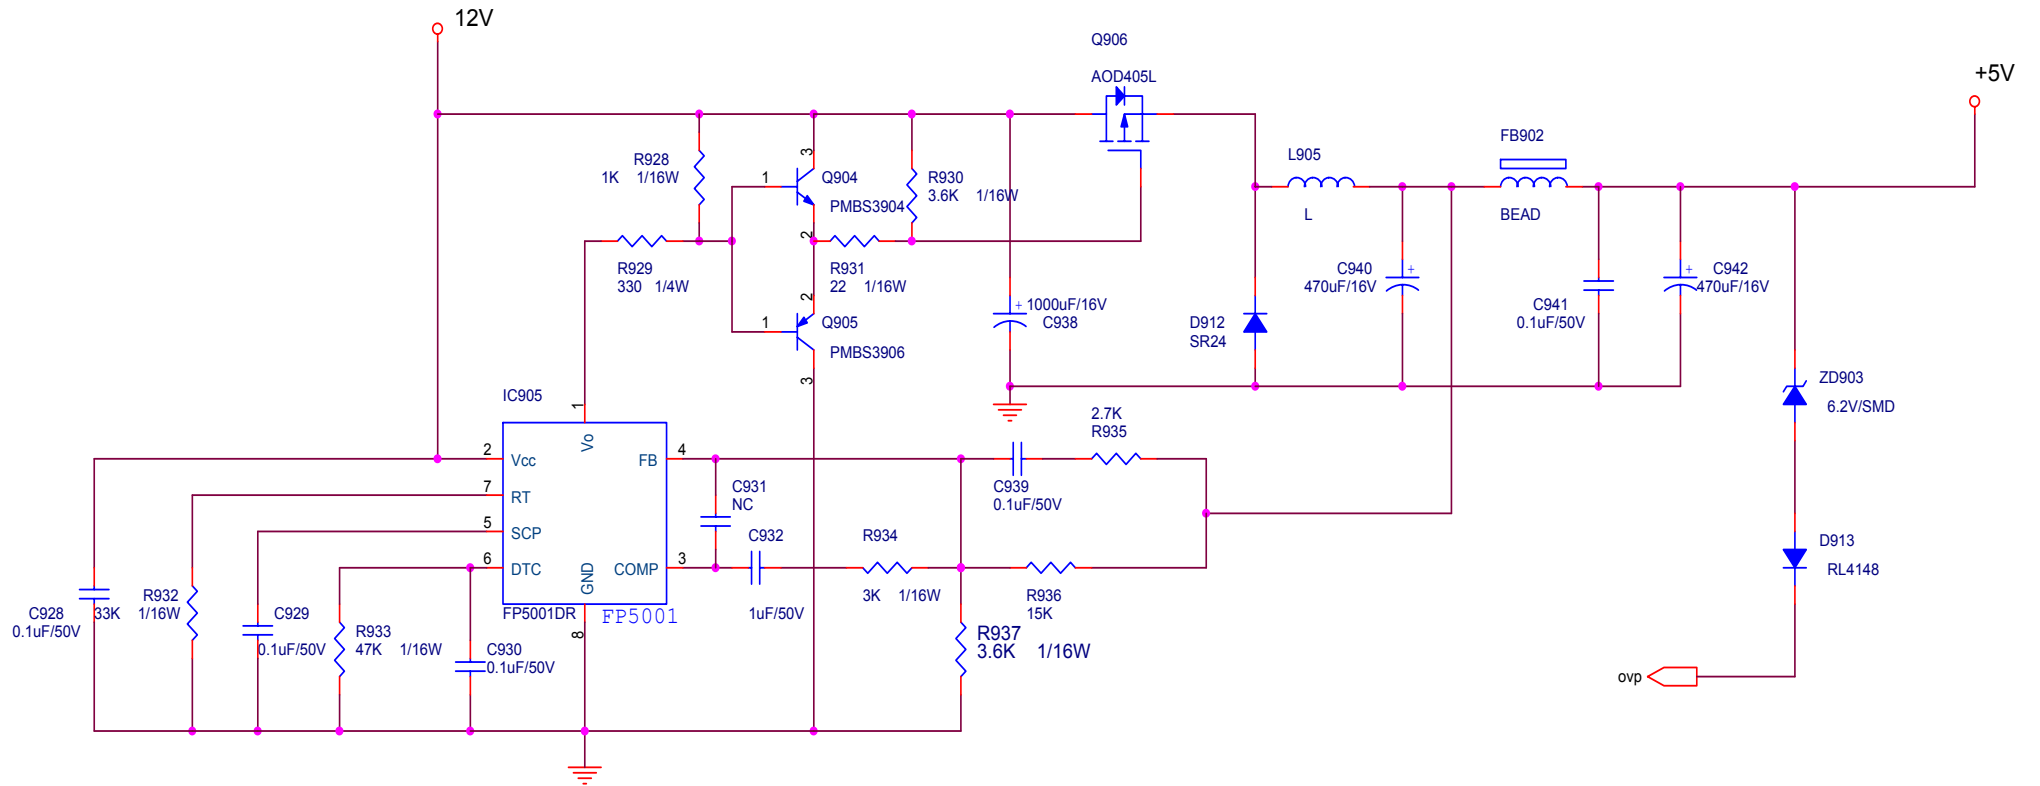 12V
+5V
Q906
AOD405L
FB902
L905
L
BEAD
R928
1K 1/16W
3
1
Q904
PMBS3904
R930
3.6K 1/16W
2
R929
330 1/4W
R931
22 1/16W
2
1
Q905
PMBS3906
3
+ 1000uF/16V
C938
D912
SR24
C940
470uF/16V
+
C941
0.1uF/50V
+
C942
470uF/16V
ZD903
6.2V/SMD
IC905
1
Vo
2
Vcc
FB
4
7
RT
5
SCP
6
DTC
GND
COMP
3
8
FP5001DR
FP5001
2.7K
R935
C931
NC
C939
0.1uF/50V
C932
1uF/50V
R934
3K 1/16W
R936
15K
R937
3.6K 1/16W
D913
RL4148
ovp
C928
0.1uF/50V
33K
R932
1/16W
C929
0.1uF/50V
R933
47K 1/16W
C930
0.1uF/50V